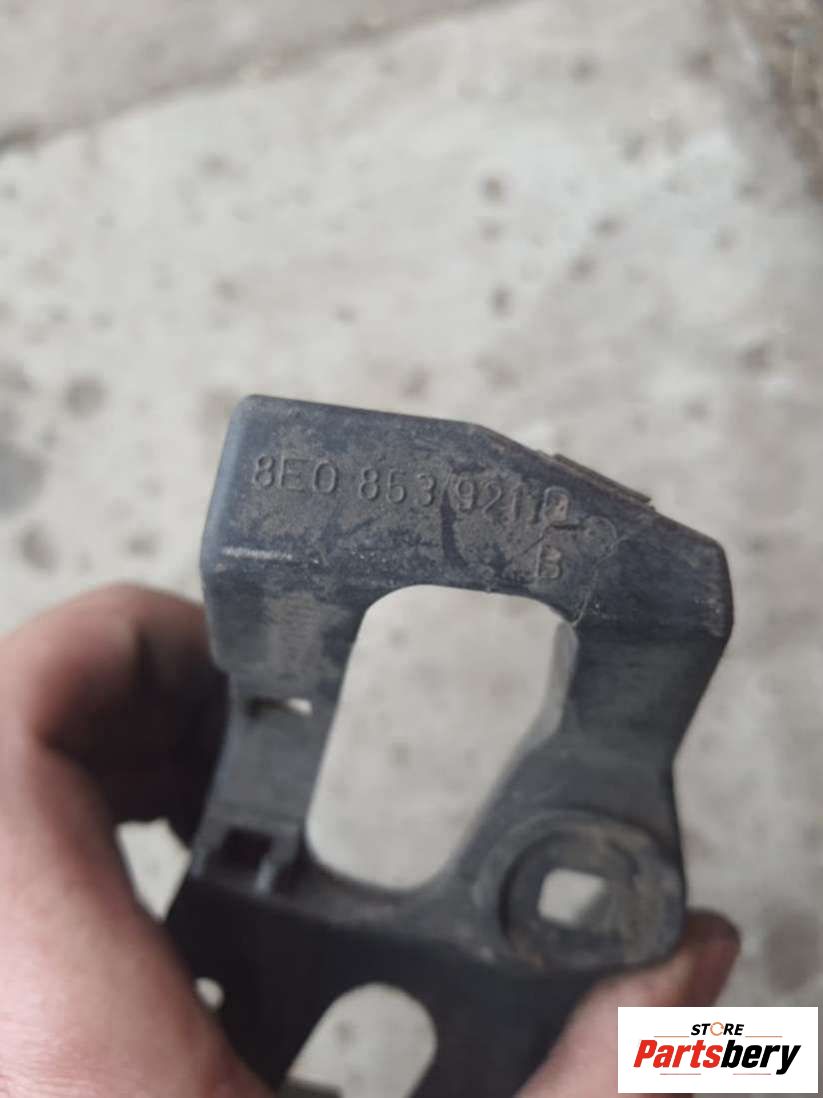 8E0 853 921
B
STORE
Partsbery